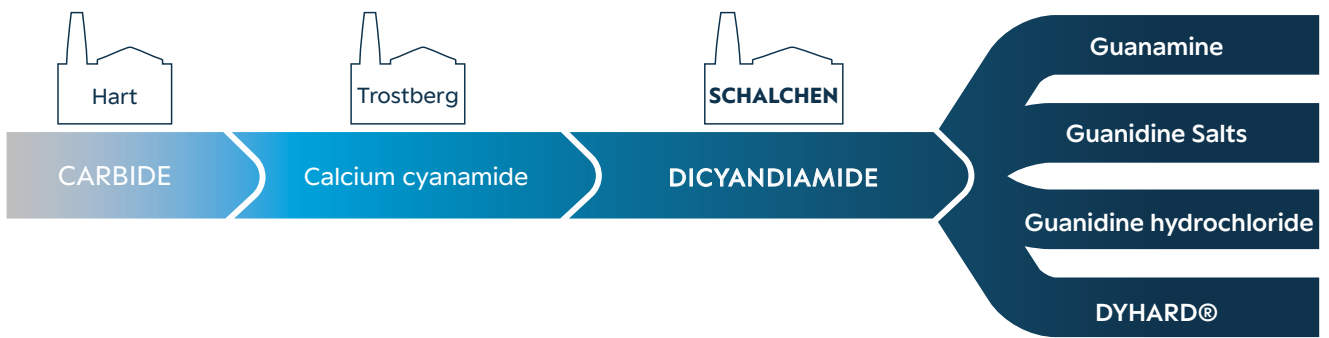 Hart
Trostberg
SCHALCHEN
CARBIDE
Calcium cyanamide
DICYANDIAMIDE
Guanamine
Guanidine Salts
Guanidine hydrochloride
DYHARD®